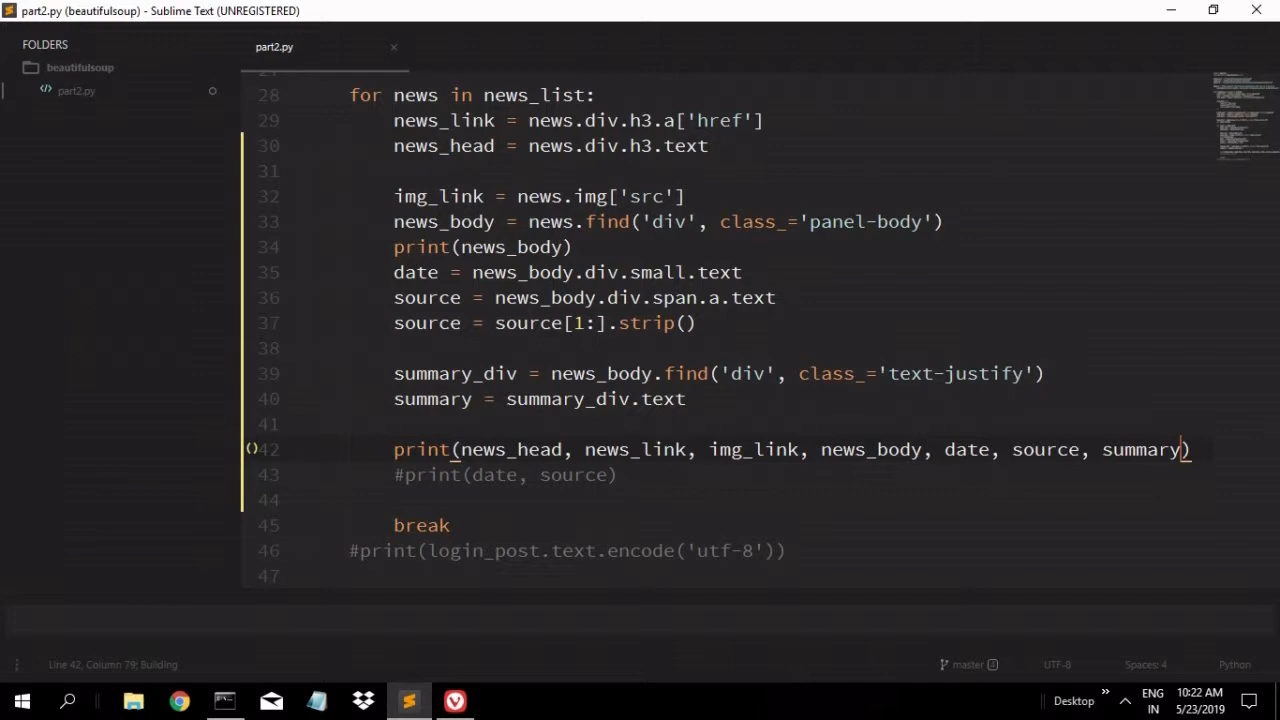 part2.py (beautifulsoup) - Sublime Text (UNREGISTERED)
FOLDERS
beautifulsoup
part2.py
part2.py
28 for news in news_list:
29 news_link = news.div.h3.a['href']
30 news_head = news.div.h3.text
31
32 img_link = news.img['src']
33 news_body = news.find('div', class_='panel-body')
34 print(news_body)
35 date = news_body.div.small.text
36 source = news_body.div.span.a.text
37 source = source[1:].strip()
38
39 summary_div = news_body.find('div', class_='text-justify')
40 summary = summary_div.text
41
42 print(news_head, news_link, img_link, news_body, date, source, summary)
43 #print(date, source)
44
45 break
46 #print(login_post.text.encode('utf-8'))
47
Line 42, Column 79; Building
master 4
UTF-8
Spaces: 4
Python
Desktop
ENG
IN
10:22 AM
5/23/2019